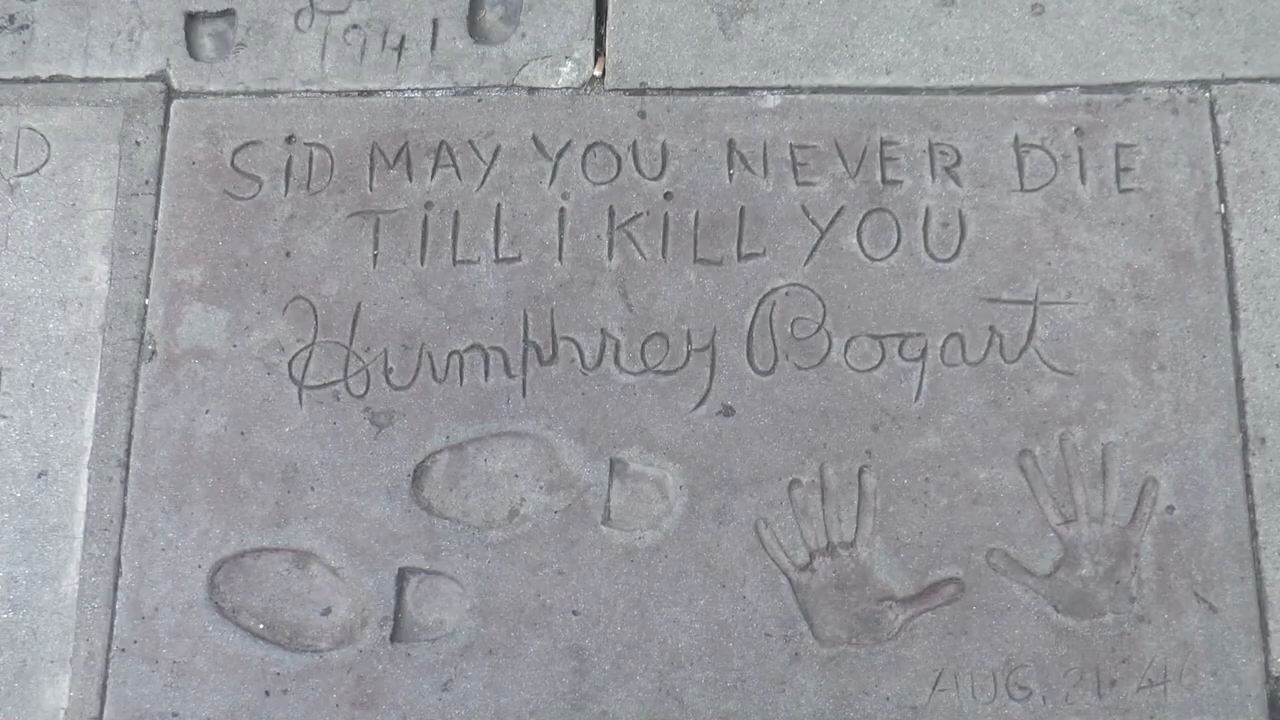 1941
D
SiD MAY YOU NEVER DiE
TiLL i KiLL YOU
Humphrey Bogart
AUG. 21. 46